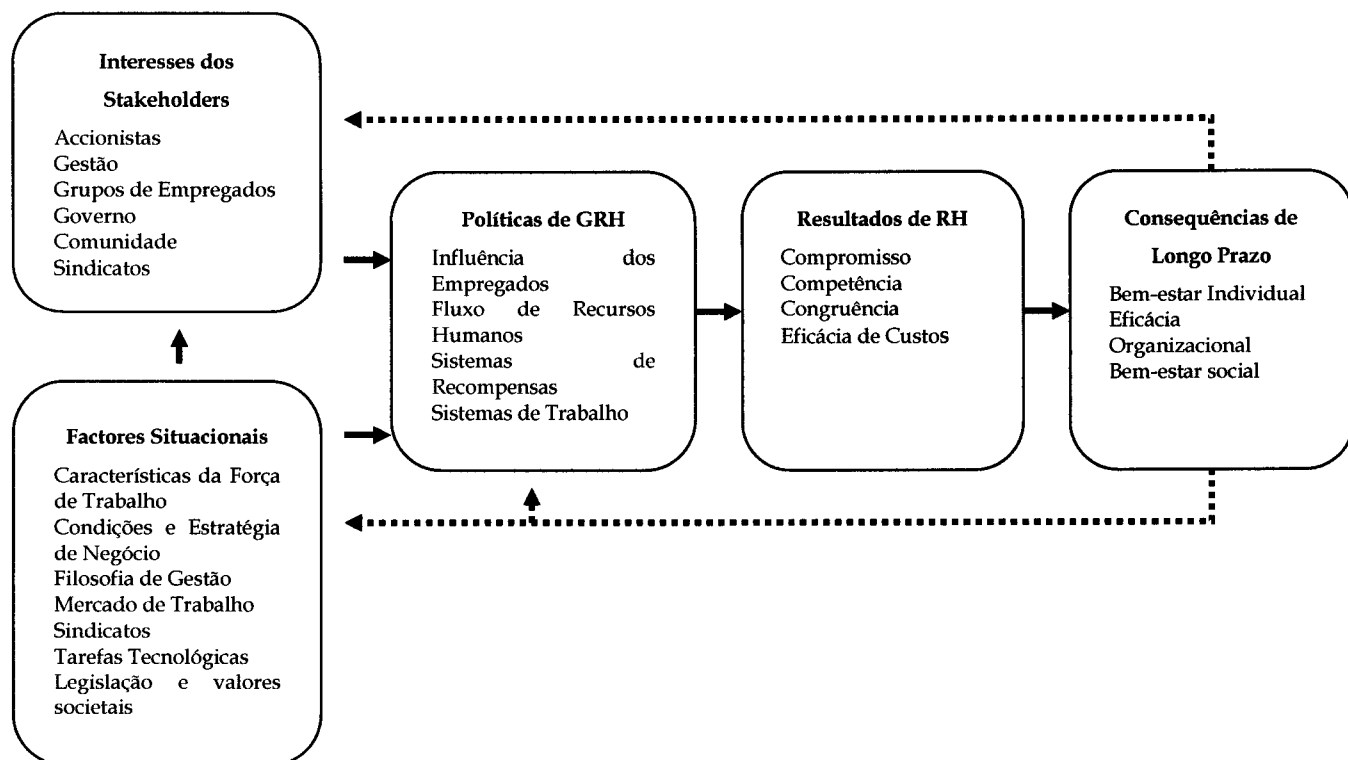 Interesses dos
Stakeholders
Accionistas
Gestão
Grupos de Empregados
Governo
Comunidade
Sindicatos
Factores Situacionais
Características da Força
de Trabalho
Condições e Estratégia
de Negócio
Filosofia de Gestão
Mercado de Trabalho
Sindicatos
Tarefas Tecnológicas
Legislação e valores
societais
Políticas de GRH
Influência dos
Empregados
Fluxo de Recursos
Humanos
Sistemas de
Recompensas
Sistemas de Trabalho
Resultados de RH
Compromisso
Competência
Congruência
Eficácia de Custos
Consequências de
Longo Prazo
Bem-estar Individual
Eficácia
Organizacional
Bem-estar social